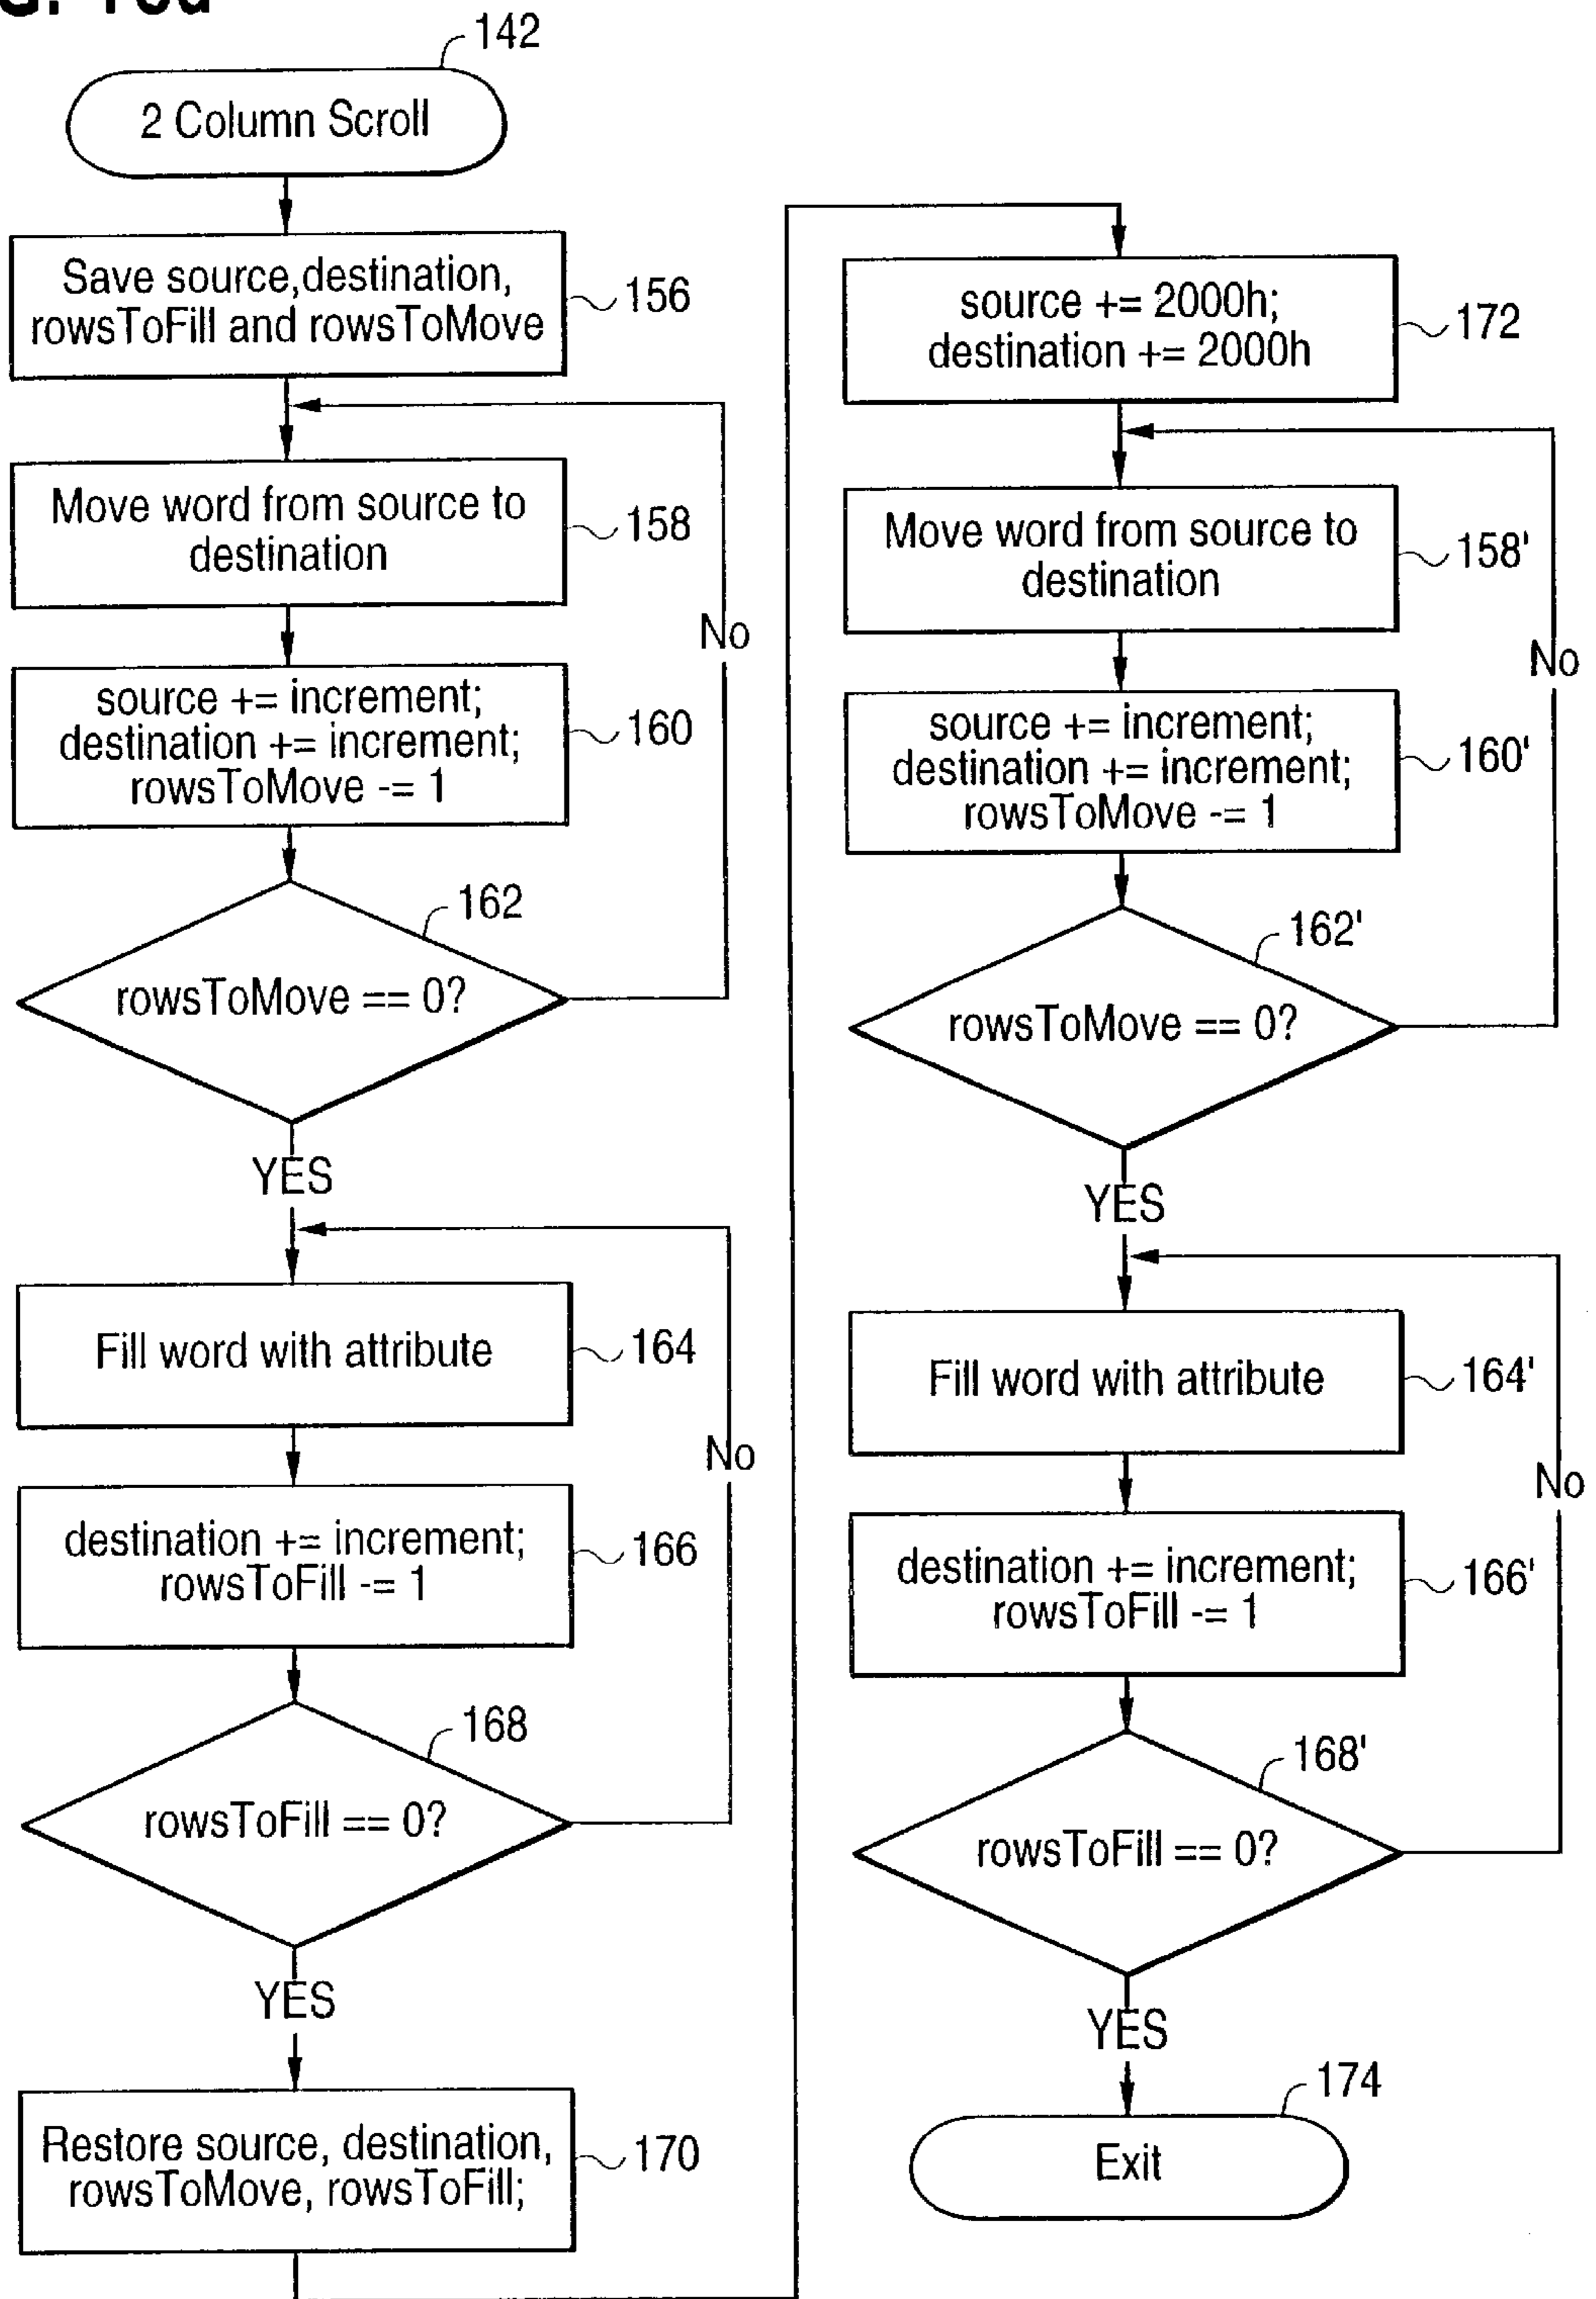 142
2 Column Scroll
Save source,destination,
rowsToFill and rowsToMove
156
Move word from source to
destination
158
No
source += increment;
destination += increment;
rowsToMove -= 1
160
162
rowsToMove == 0?
YES
Fill word with attribute
164
No
destination += increment;
rowsToFill -= 1
166
168
rowsToFill == 0?
YES
Restore source, destination,
rowsToMove, rowsToFill;
170
source += 2000h;
destination += 2000h
172
Move word from source to
destination
158'
No
source += increment;
destination += increment;
rowsToMove -= 1
160'
162'
rowsToMove == 0?
YES
Fill word with attribute
164'
No
destination += increment;
rowsToFill -= 1
166'
168'
rowsToFill == 0?
YES
174
Exit